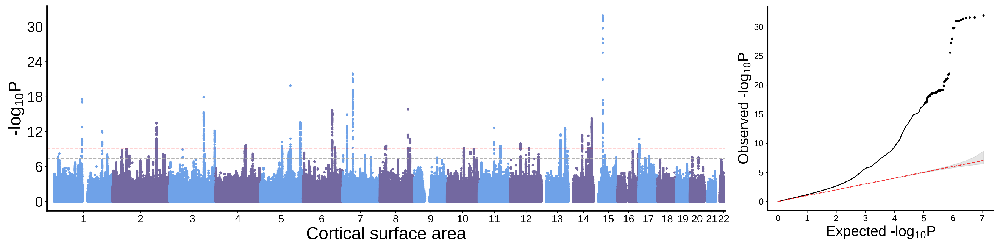 -log10P
30
24
18
12
6
0
1 2 3 4 5 6 7 8 9 10 11 12 13 14 15 16 17 18 19 20 21 22
Cortical surface area
Observed -log10P
30
25
20
15
10
5
0
0 1 2 3 4 5 6 7
Expected -log10P